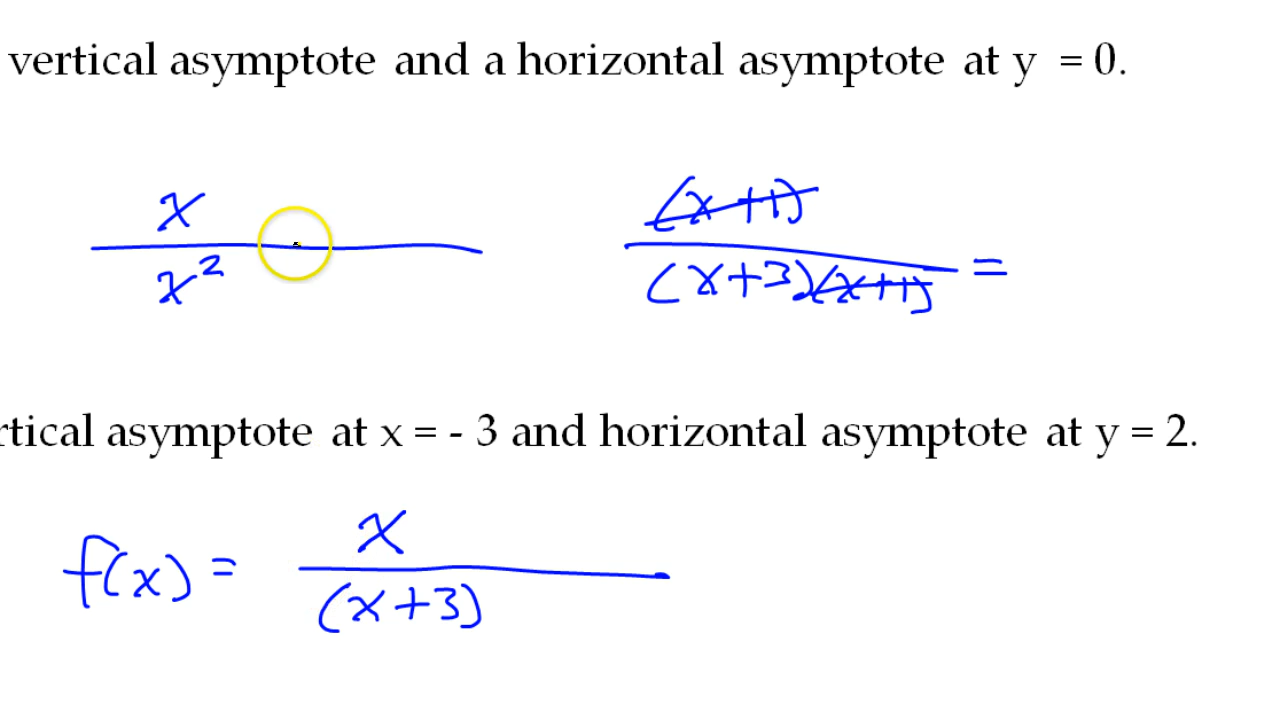 vertical asymptote and a horizontal asymptote at y = 0.
x (x+1)
x² (x+3)(x+1) =
rtical asymptote at x = - 3 and horizontal asymptote at y = 2.
x
f(x) =
(x+3)